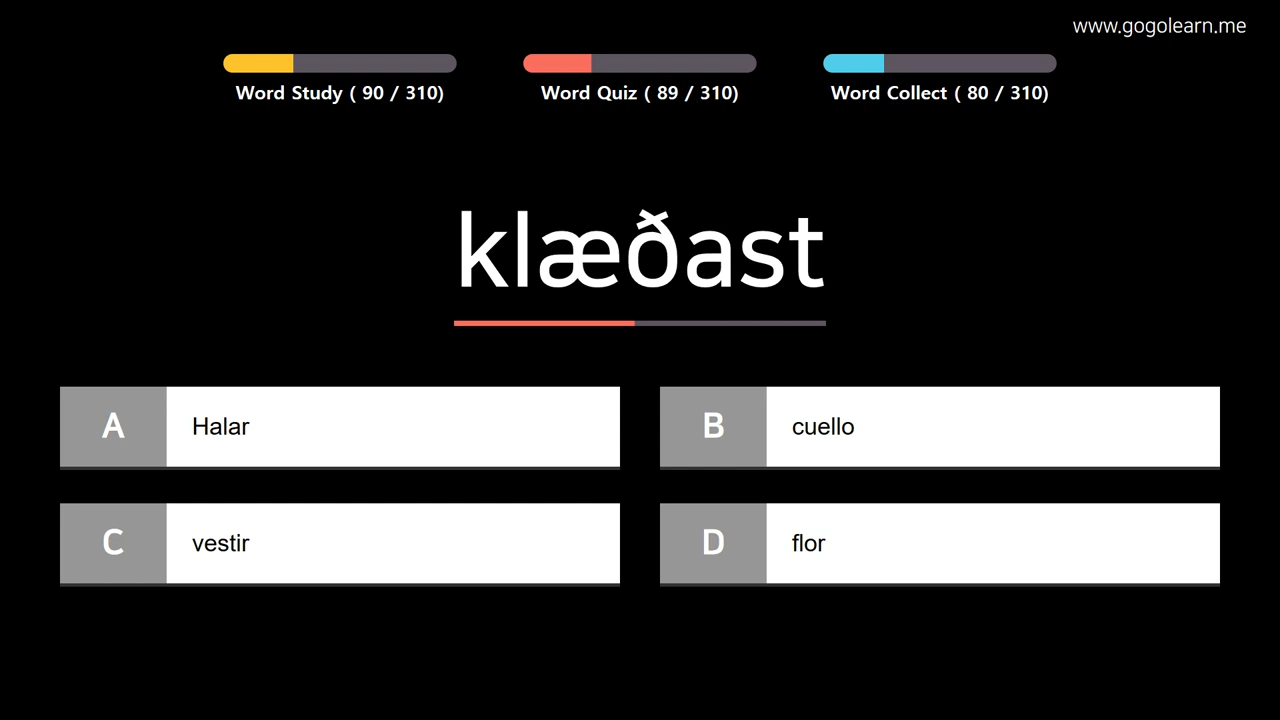 www.gogolearn.me
Word Study ( 90 / 310)
Word Quiz ( 89 / 310)
Word Collect ( 80 / 310)
klæðast
A Halar
B cuello
C vestir
D flor